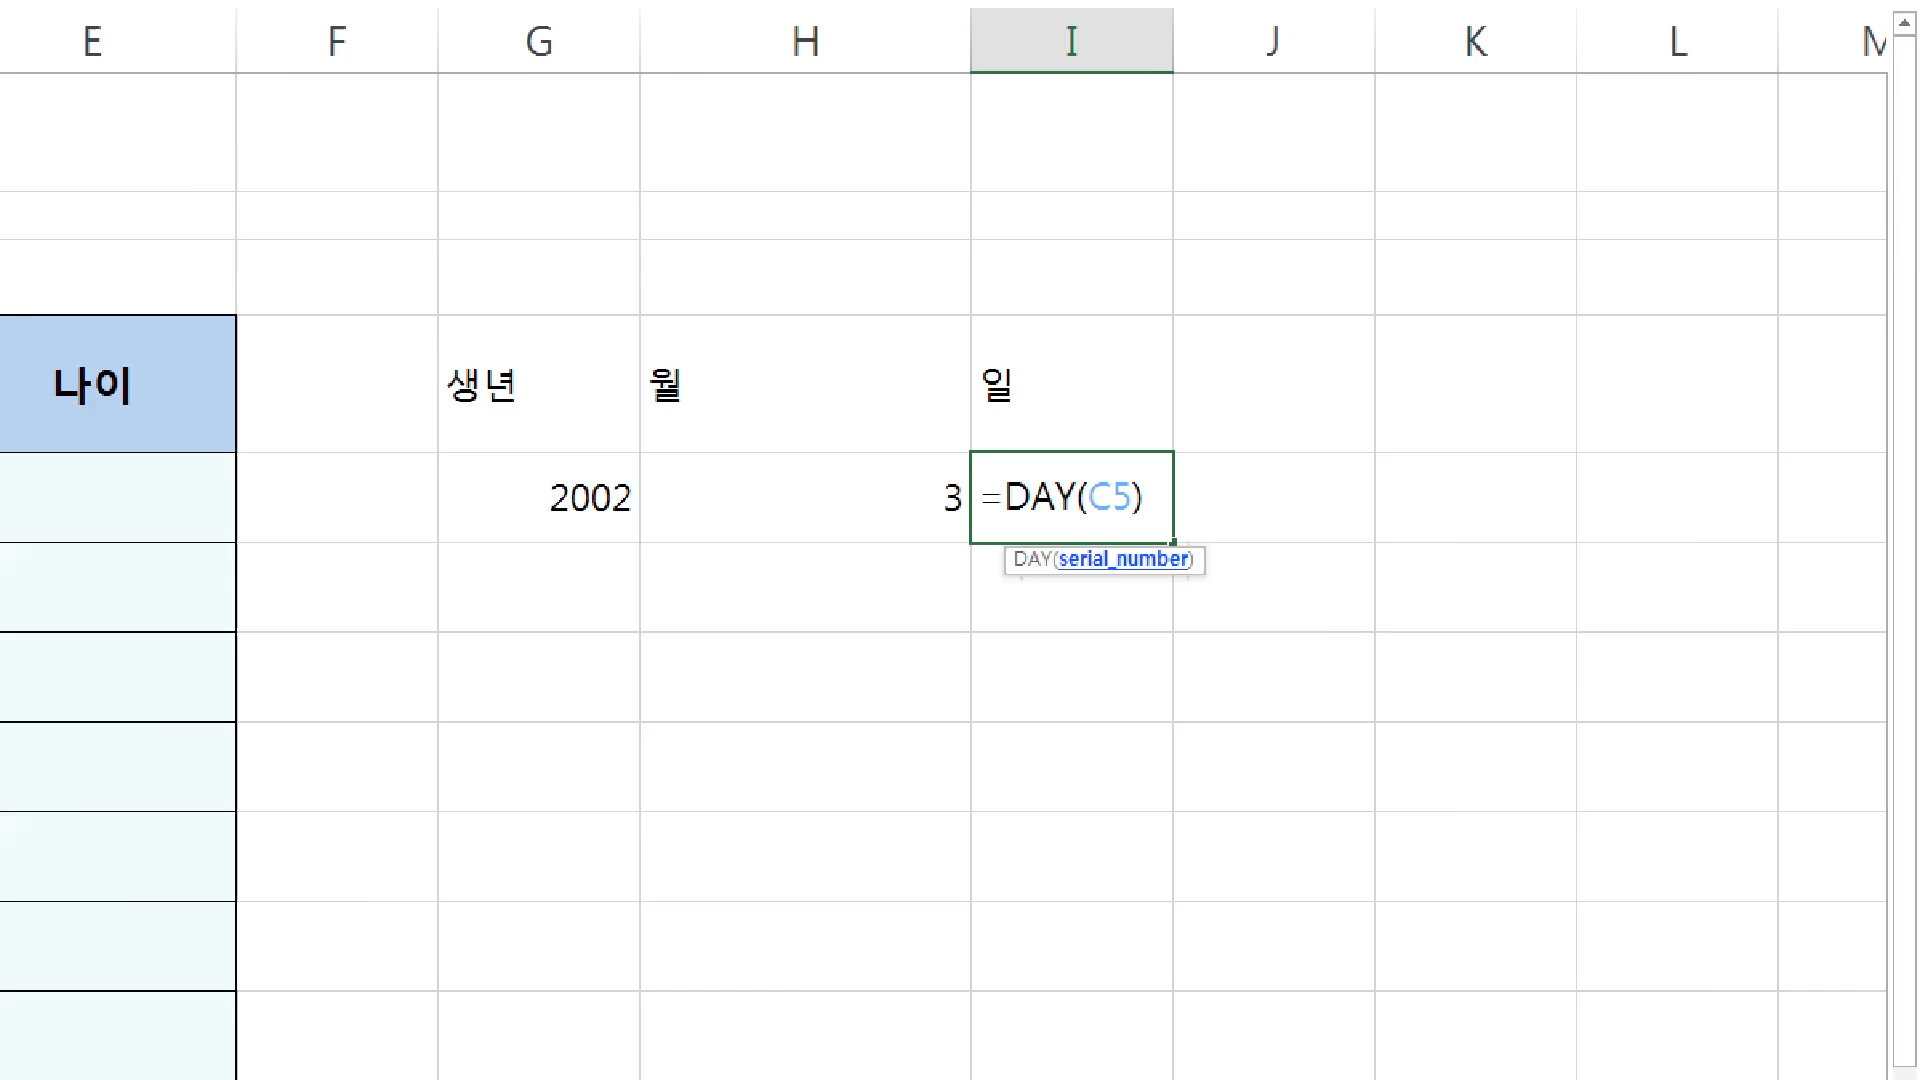 E F G H I J K L M
나이 생년 월 일
2002 3 =DAY(C5)
DAY(serial_number)